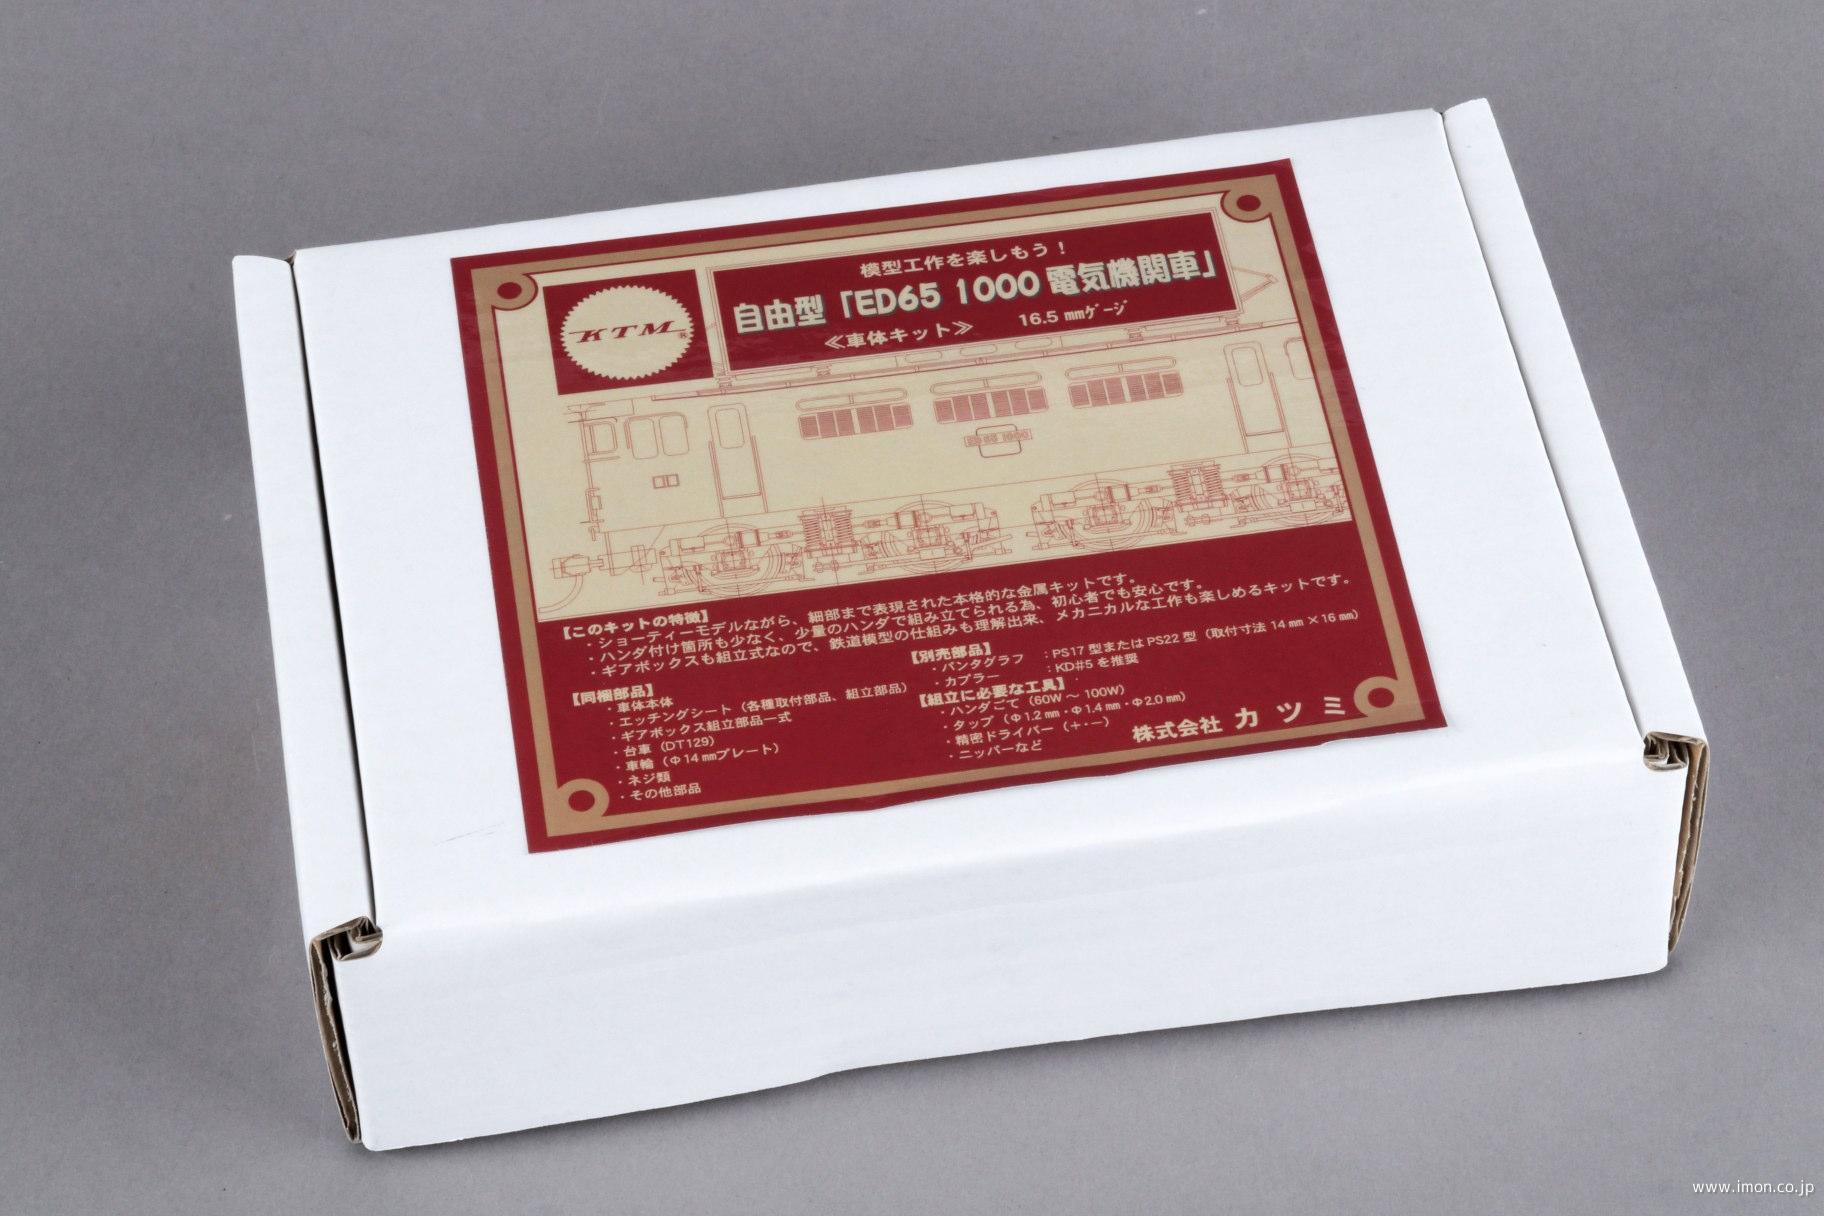 模型工作を楽しもう！
自由型「ED65 1000 電気機関車」
≪車体キット≫ 16.5 ㎜ｹﾞｰｼﾞ
KTM®
ED65 1000
【このキットの特徴】
・ショーティーモデルながら、細部まで表現された本格的な金属キットです。
・ハンダ付け箇所も少なく、少量のハンダで組み立てられる為、初心者でも安心です。
・ギアボックスも組立式なので、鉄道模型の仕組みも理解出来、メカニカルな工作も楽しめるキットです。
【同梱部品】
・車体本体
・エッチングシート（各種取付部品、組立部品）
・ギアボックス組立部品一式
・台車（DT129）
・車輪（Φ14㎜プレート）
・ネジ類
・その他部品
【別売部品】
・パンタグラフ ：PS17 型または PS22 型（取付寸法 14 ㎜ × 16 ㎜）
・カプラー ：KD#5 を推奨
【組立に必要な工具】
・ハンダごて（60W 〜 100W）
・タップ（Φ1.2 ㎜・Φ1.4 ㎜・Φ2.0 ㎜）
・精密ドライバー（＋・－）
・ニッパーなど
株式会社 カツミ
www.imon.co.jp